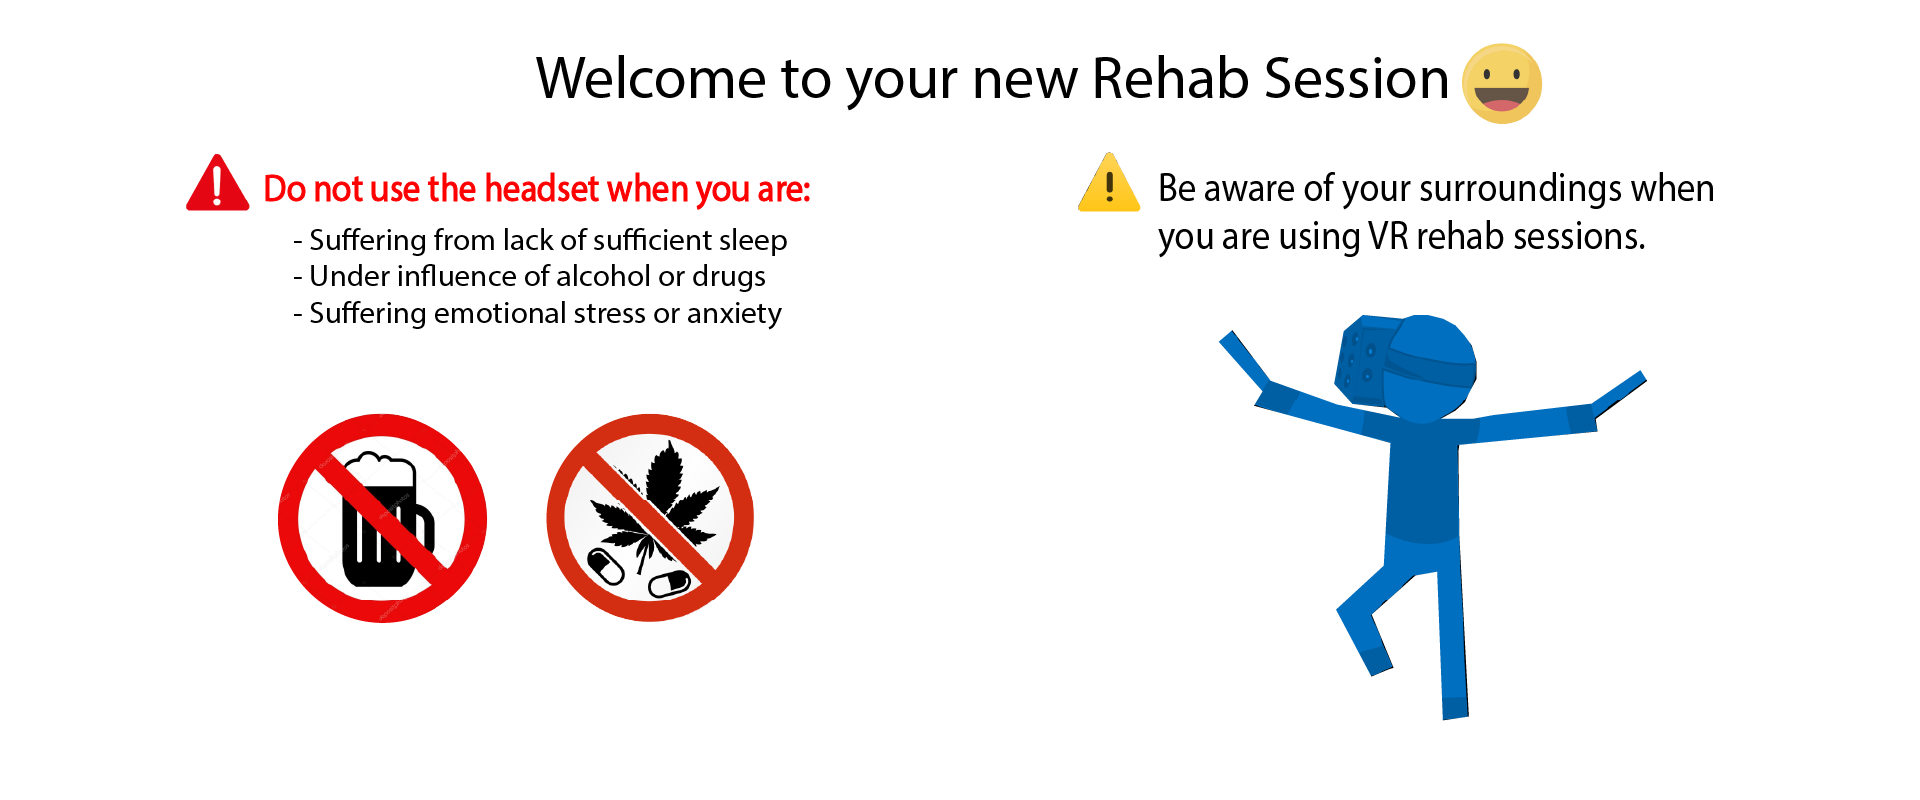 Welcome to your new Rehab Session
Do not use the headset when you are:
- Suffering from lack of sufficient sleep
- Under influence of alcohol or drugs
- Suffering emotional stress or anxiety
Be aware of your surroundings when
you are using VR rehab sessions.